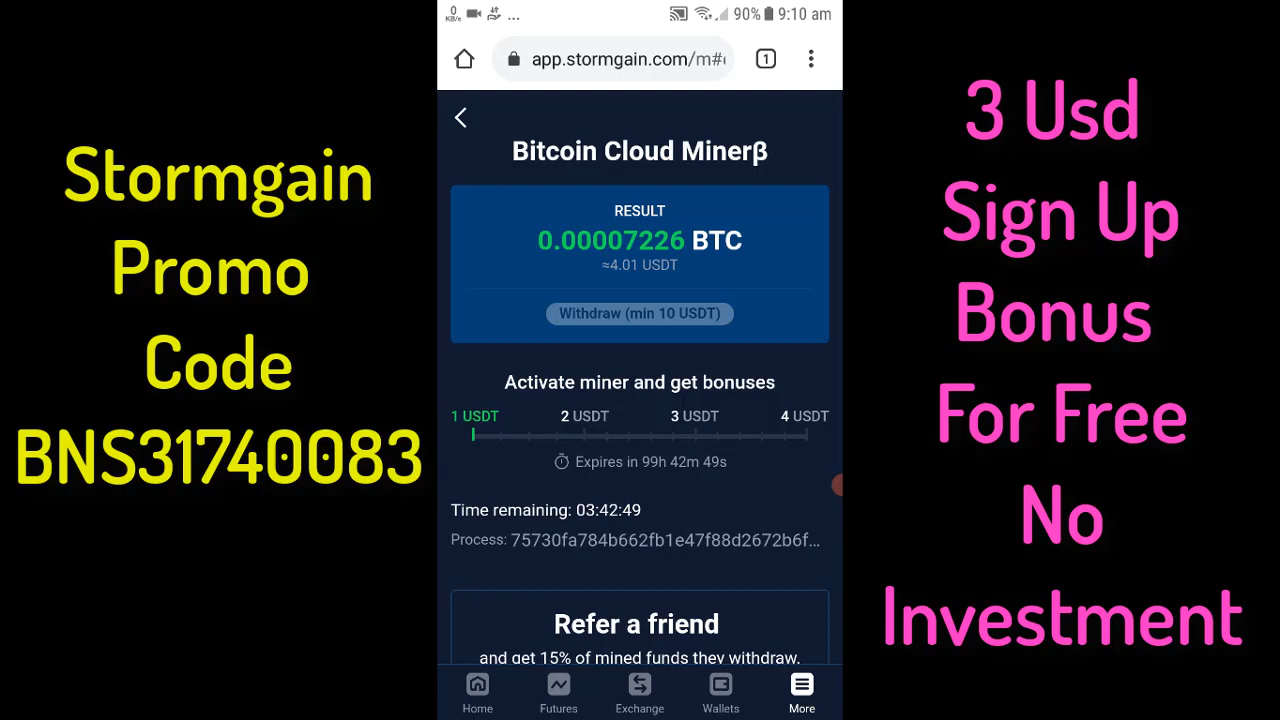 Stormgain
Promo
Code
BNS31740083
0
KB/s
...
90%
9:10 am
app.stormgain.com/m#
1
Bitcoin Cloud Minerβ
RESULT
0.00007226 BTC
≈4.01 USDT
Withdraw (min 10 USDT)
Activate miner and get bonuses
1 USDT 2 USDT 3 USDT 4 USDT
Expires in 99h 42m 49s
Time remaining: 03:42:49
Process: 75730fa784b662fb1e47f88d2672b6f...
Refer a friend
and get 15% of mined funds they withdraw.
Home Futures Exchange Wallets More
3 Usd
Sign Up
Bonus
For Free
No
Investment